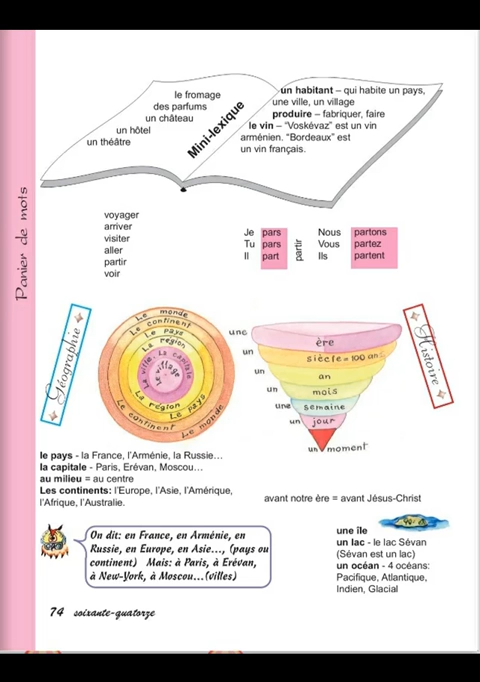 Panier de mots
le fromage
des parfums
un château
un hôtel
un théâtre
Mini-lexique
un habitant – qui habite un pays,
une ville, un village
produire – fabriquer, faire
le vin – "Voskévaz" est un vin
arménien. "Bordeaux" est
un vin français.
voyager
arriver
visiter
aller
partir
voir
Je pars
Tu pars
Il part
partir
Nous partons
Vous partez
Ils partent
Géographie
Le monde
Le continent
Le pays
La région
La ville, La capitale
Le village
La région
Le pays
Le continent
Le monde
une ère
un siècle = 100 ans
un an
un mois
une semaine
un jour
un moment
Histoire
le pays - la France, l'Arménie, la Russie...
la capitale - Paris, Erévan, Moscou...
au milieu = au centre
Les continents: l'Europe, l'Asie, l'Amérique,
l'Afrique, l'Australie.
avant notre ère = avant Jésus-Christ
On dit: en France, en Arménie, en
Russie, en Europe, en Asie..., (pays ou
continent) Mais: à Paris, à Erévan,
à New-York, à Moscou...(villes)
une île
un lac - le lac Sévan
(Sévan est un lac)
un océan - 4 océans:
Pacifique, Atlantique,
Indien, Glacial
74 soixante-quatorze